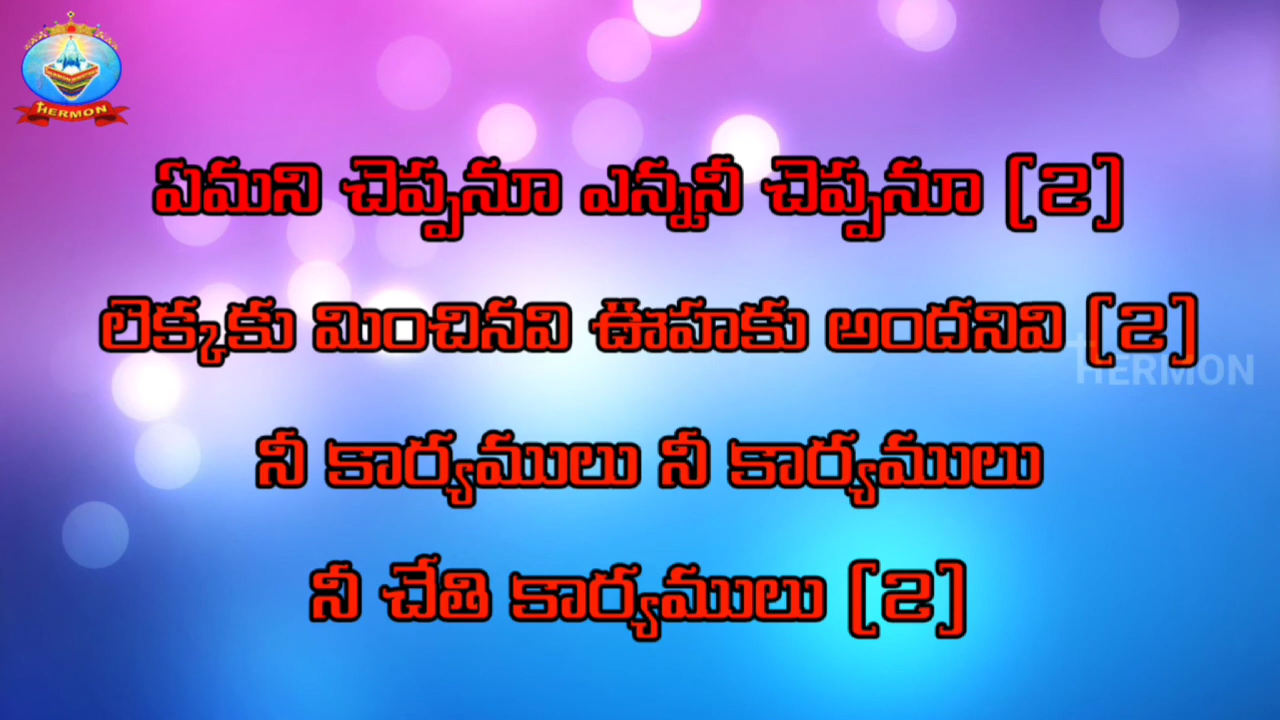 HERMON
ఏమని చెప్పనూ ఎన్ననీ చెప్పనూ (2)
లెక్కకు మించినవి ఊహకు అందనివి (2)
HERMON
నీ కార్యములు నీ కార్యములు
నీ చేతి కార్యములు (2)